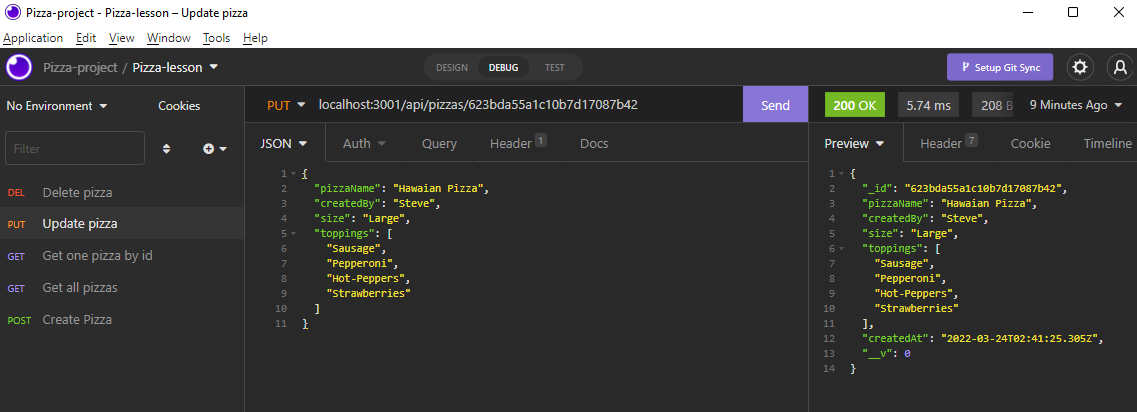 Pizza-project - Pizza-lesson – Update pizza
Application Edit View Window Tools Help
Pizza-project / Pizza-lesson DESIGN DEBUG TEST Setup Git Sync
No Environment Cookies
Filter
DEL Delete pizza
PUT Update pizza
GET Get one pizza by id
GET Get all pizzas
POST Create Pizza
PUT localhost:3001/api/pizzas/623bda55a1c10b7d17087b42 Send
JSON Auth Query Header 1 Docs
1 {
2 "pizzaName": "Hawaian Pizza",
3 "createdBy": "Steve",
4 "size": "Large",
5 "toppings": [
6 "Sausage",
7 "Pepperoni",
8 "Hot-Peppers",
9 "Strawberries"
10 ]
11 }
200 OK 5.74 ms 208 B 9 Minutes Ago
Preview Header 7 Cookie Timeline
1 {
2 "_id": "623bda55a1c10b7d17087b42",
3 "pizzaName": "Hawaian Pizza",
4 "createdBy": "Steve",
5 "size": "Large",
6 "toppings": [
7 "Sausage",
8 "Pepperoni",
9 "Hot-Peppers",
10 "Strawberries"
11 ],
12 "createdAt": "2022-03-24T02:41:25.305Z",
13 "__v": 0
14 }